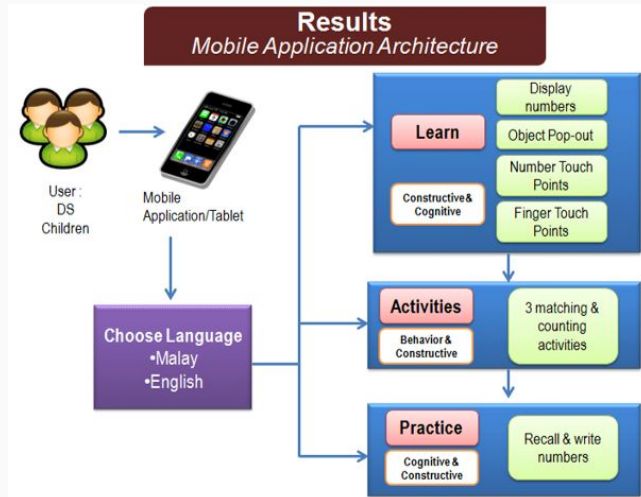 Results
Mobile Application Architecture
User :
DS
Children
Mobile
Application/Tablet
Choose Language
•Malay
•English
Learn
Constructive &
Cognitive
Display
numbers
Object Pop-out
Number Touch
Points
Finger Touch
Points
Activities
Behavior &
Constructive
3 matching &
counting
activities
Practice
Cognitive &
Constructive
Recall & write
numbers